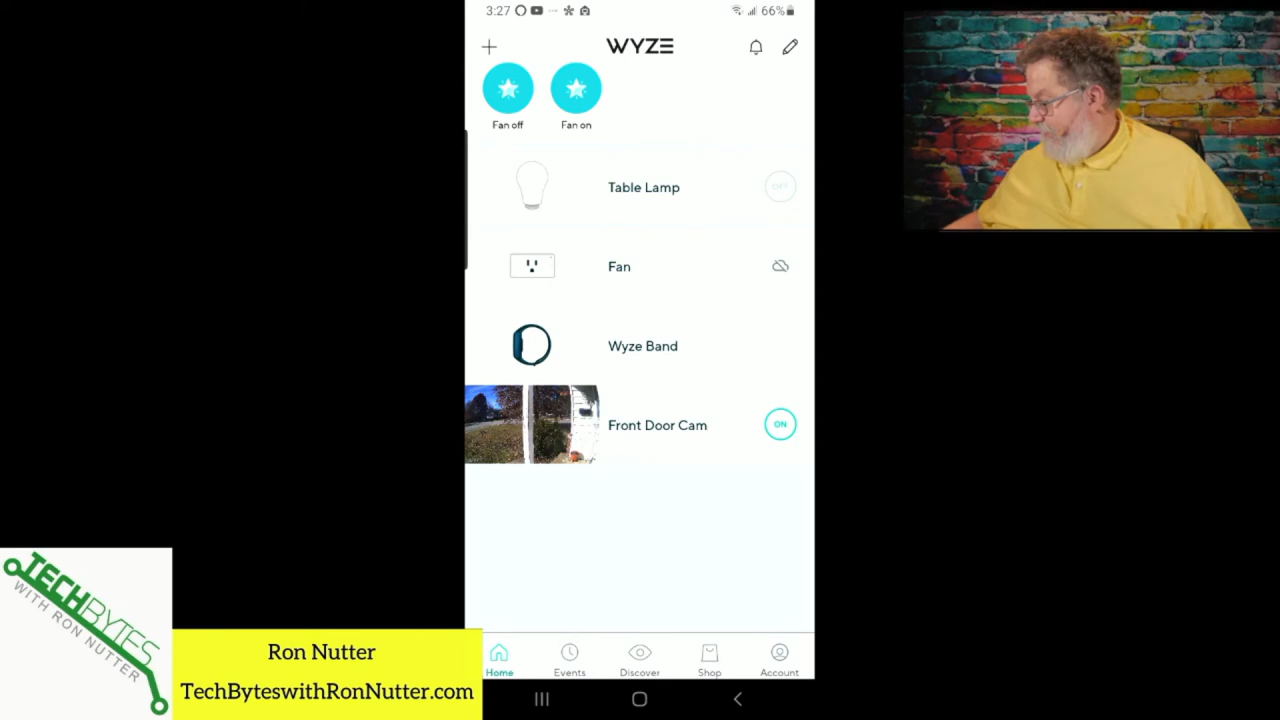 3:27
66%
WYZE
Fan off
Fan on
Table Lamp
OFF
Fan
Wyze Band
Front Door Cam
ON
Home
Events
Discover
Shop
Account
TECHBYTES
WITH RON NUTTER
Ron Nutter
TechByteswithRonNutter.com